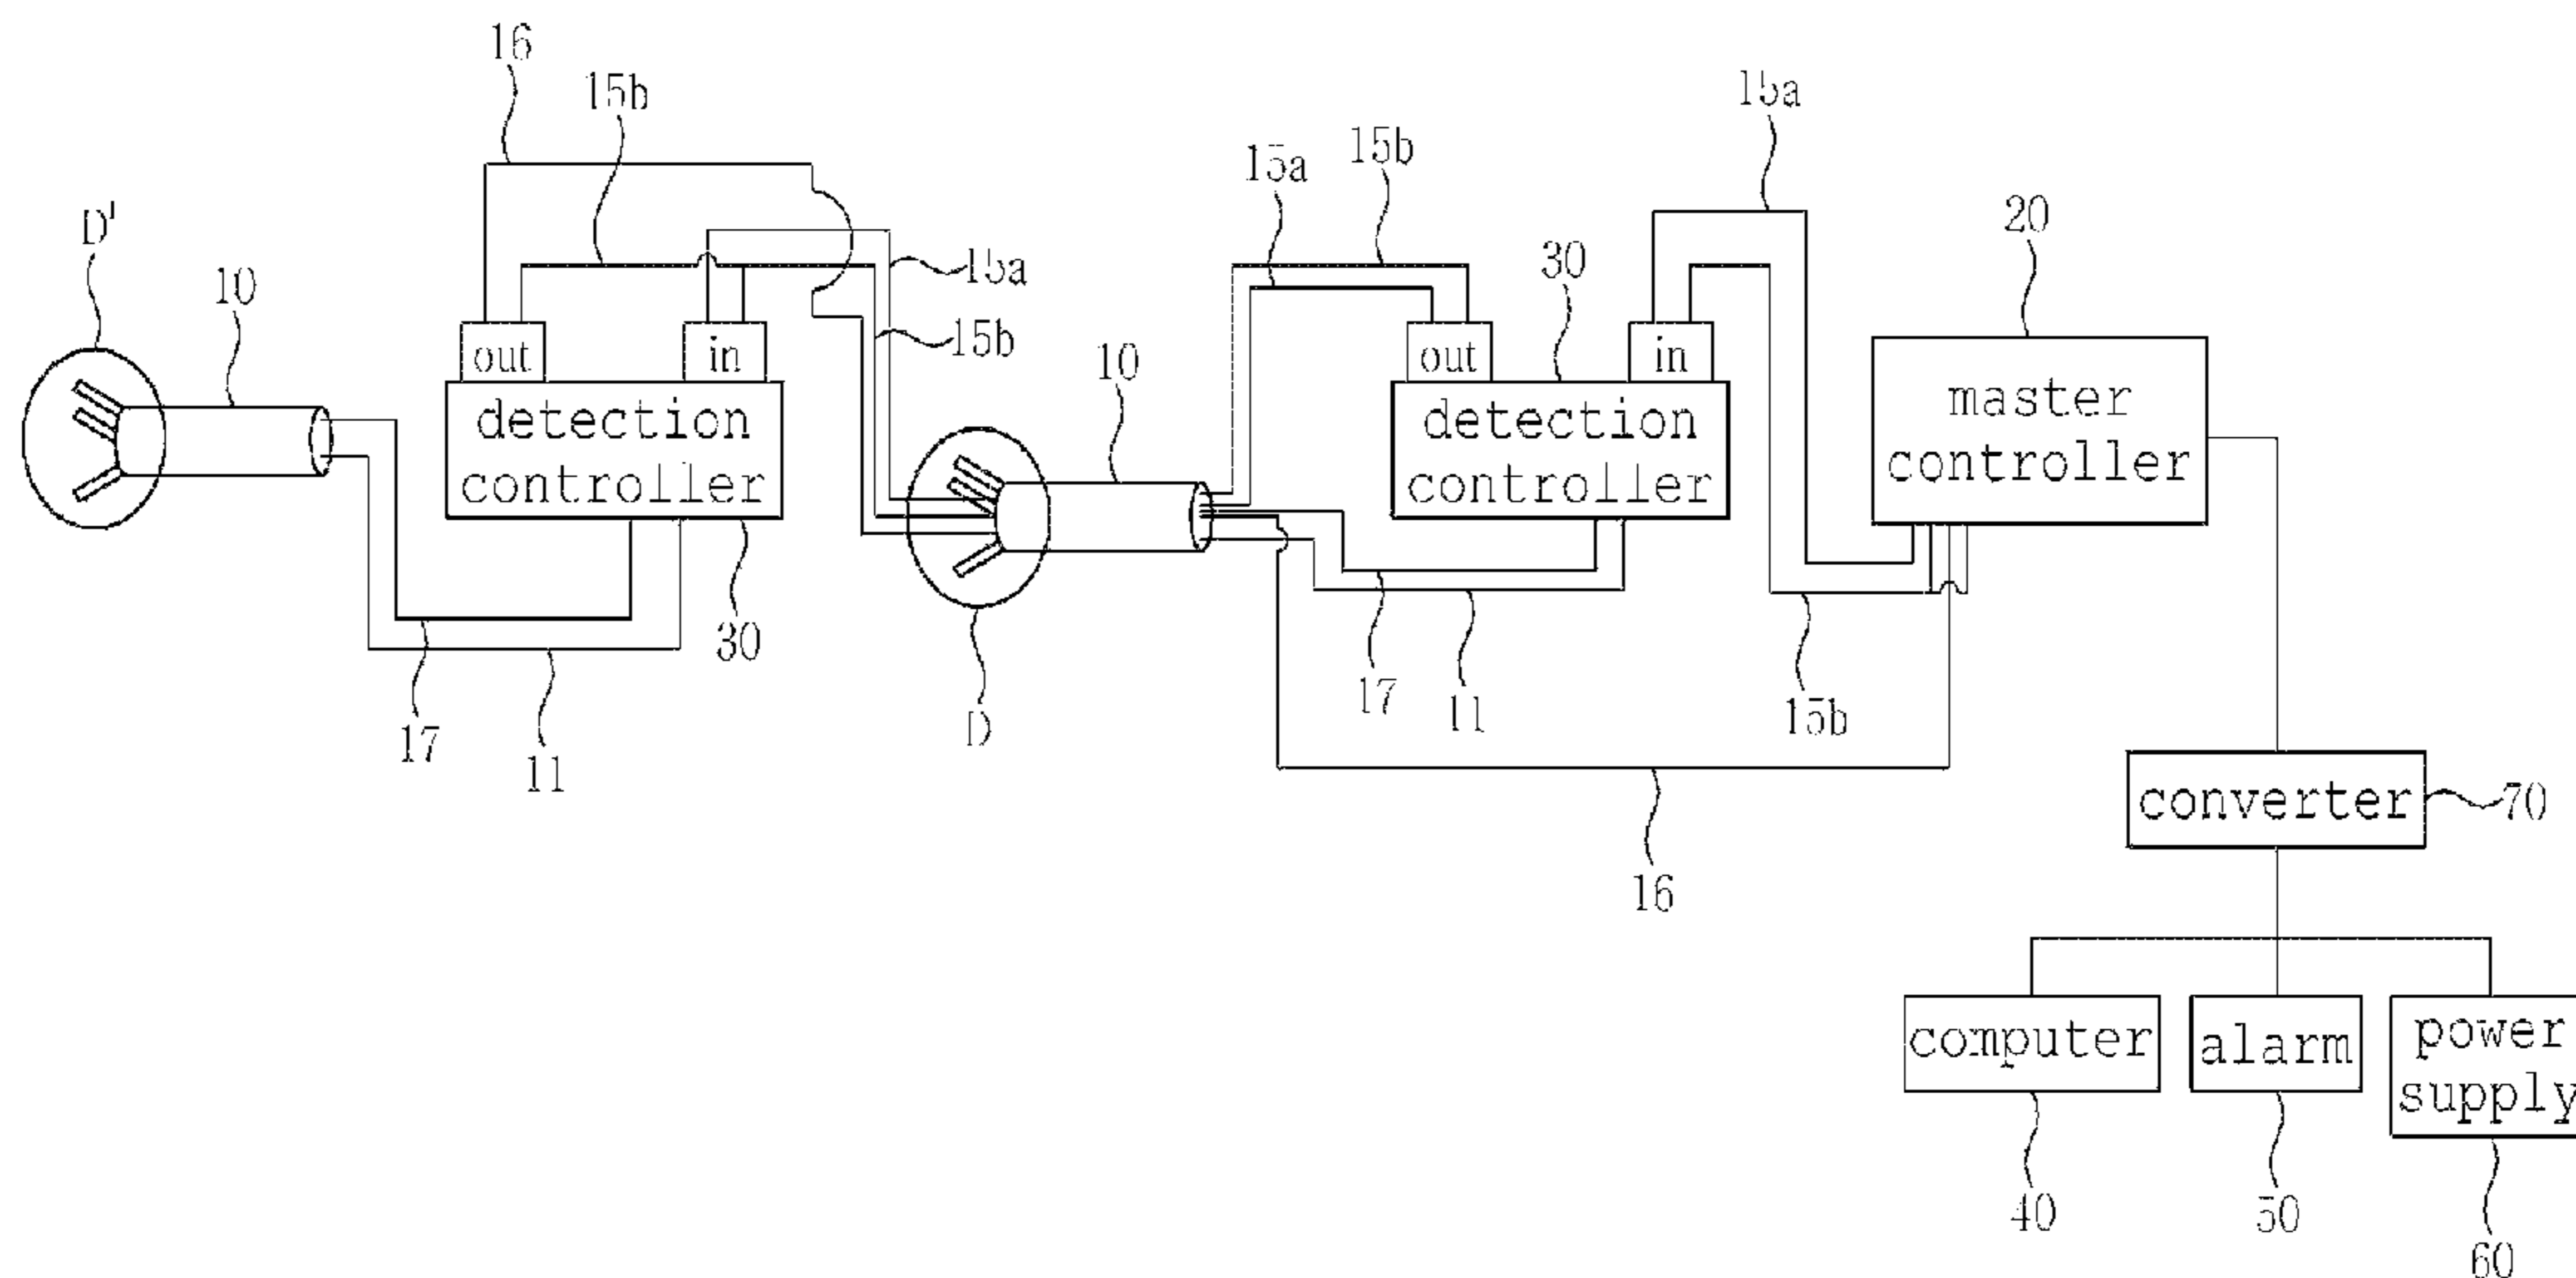 16
15b
15a
15b
15a
D'
10
20
30
15a
15b
out
in
10
out
in
detection
controller
detection
controller
master
controller
30
17
11
D
17
11
15b
16
converter
70
computer
alarm
power
supply
40
50
60